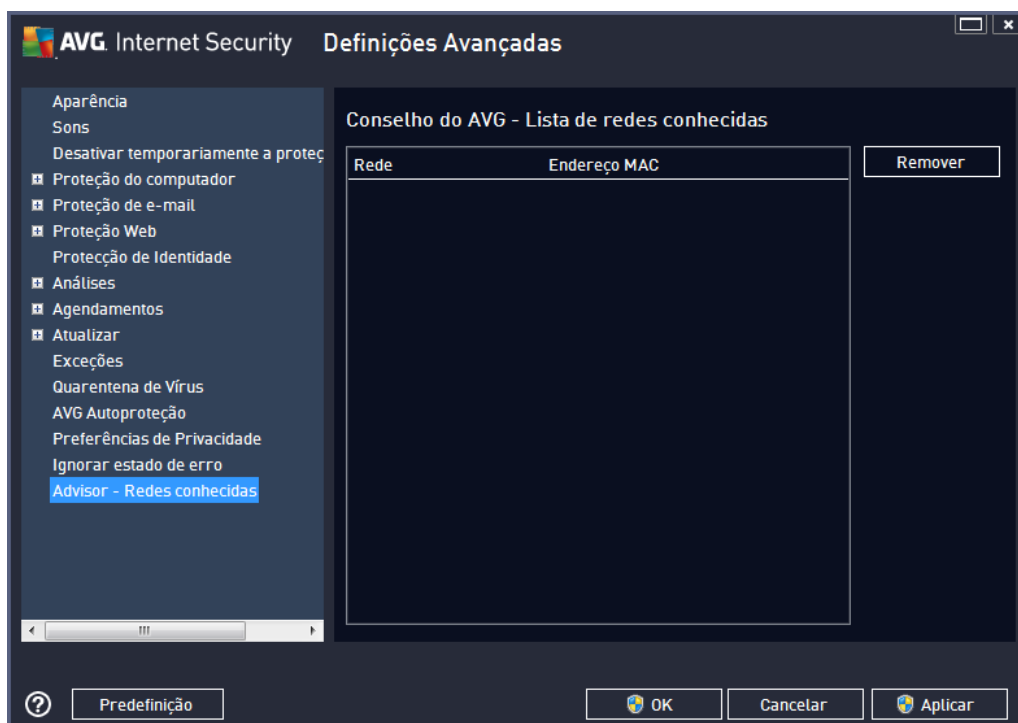 AVG. Internet Security Definições Avançadas
Aparência
Sons
Desativar temporariamente a proteç
Proteção do computador
Proteção de e-mail
Proteção Web
Protecção de Identidade
Análises
Agendamentos
Atualizar
Exceções
Quarentena de Vírus
AVG Autoproteção
Preferências de Privacidade
Ignorar estado de erro
Advisor - Redes conhecidas
Conselho do AVG - Lista de redes conhecidas
Rede Endereço MAC
Remover
? Predefinição OK Cancelar Aplicar